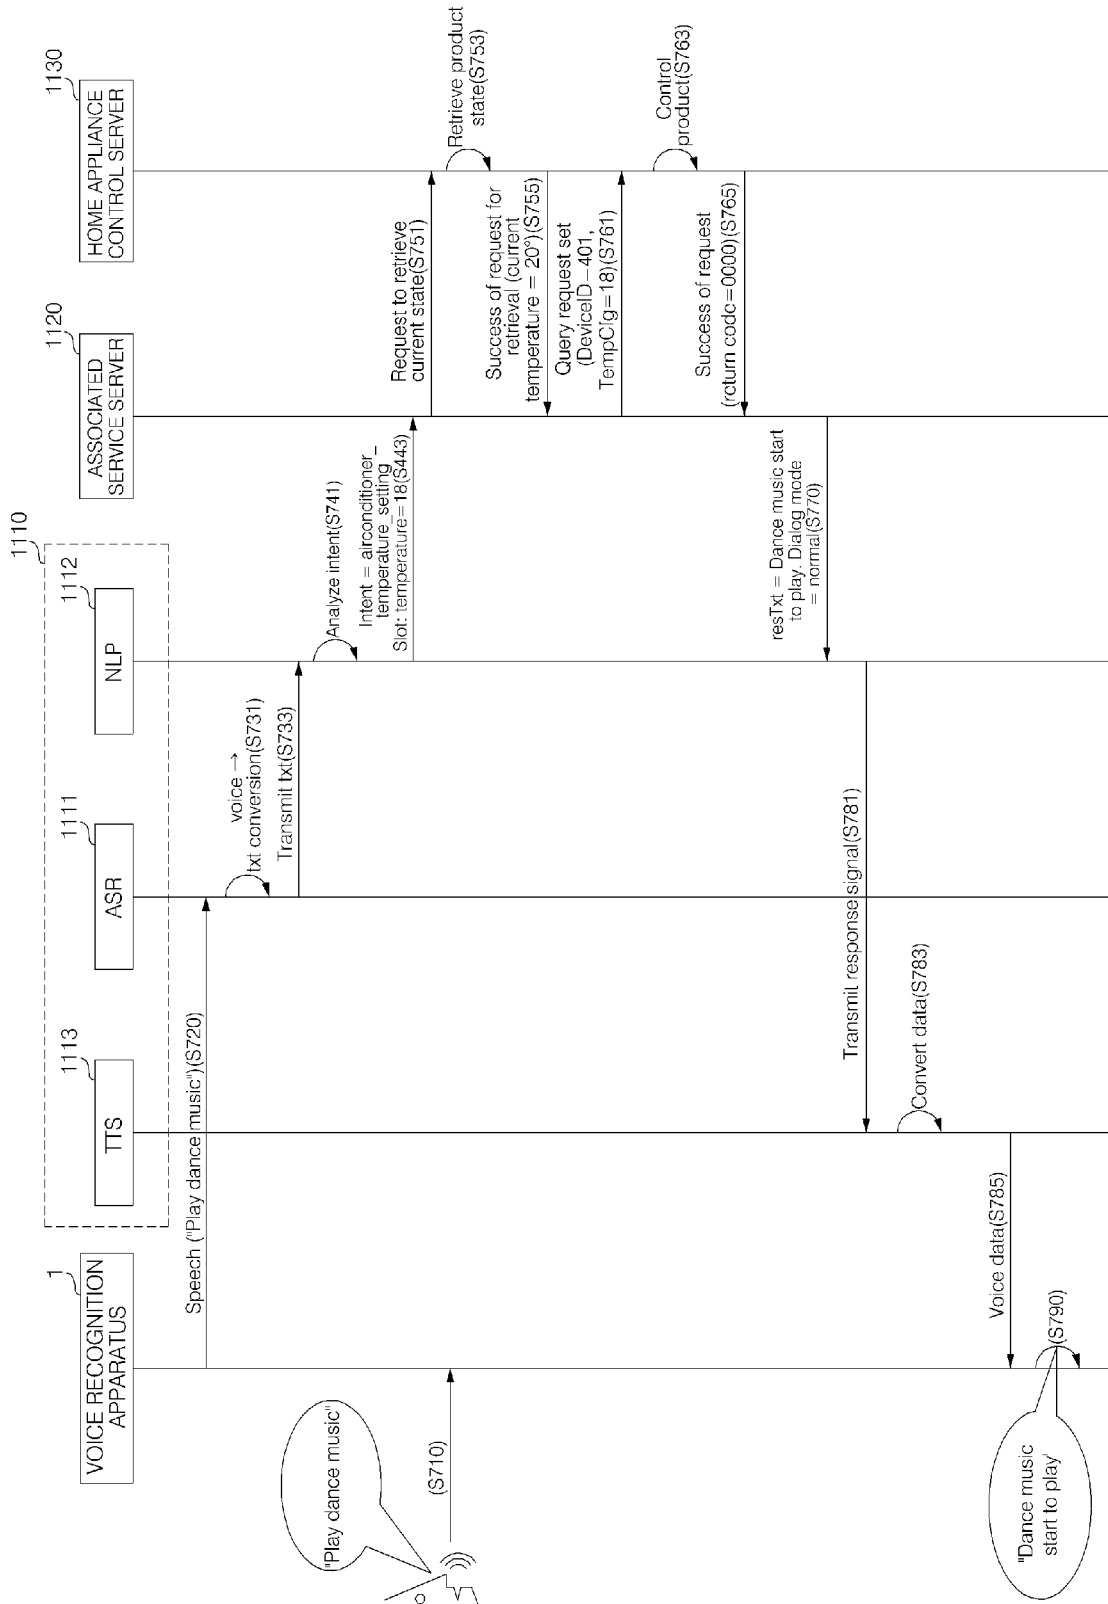 VOICE RECOGNITION
APPARATUS
1
TTS
1113
ASR
1111
NLP
1112
1110
ASSOCIATED
SERVICE SERVER
1120
HOME APPLIANCE
CONTROL SERVER
1130
"Play dance music"
(S710)
Speech ("Play dance music")(S720)
voice →
txt conversion(S731)
Transmit txt(S733)
Analyze intent(S741)
Intent = airconditioner_
temperature_setting
Slot: temperature=18(S443)
Request to retrieve
current state(S751)
Retrieve product
state(S753)
Success of request for
retrieval (current
temperature = 20°)(S755)
Query request set
(DeviceID-401,
TempCfg=18)(S761)
Control
product(S763)
Success of request
(return code=0000)(S765)
resTxt = Dance music start
to play. Dialog mode
= normal(S770)
Transmit response signal(S781)
Convert data(S783)
Voice data(S785)
(S790)
"Dance music
start to play'